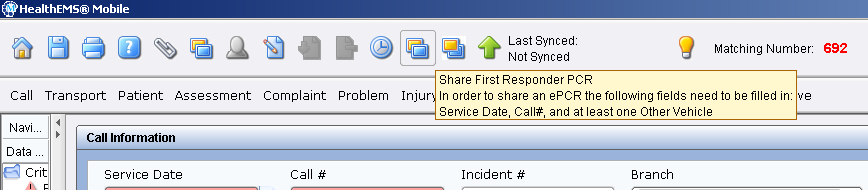 HealthEMS® Mobile
Last Synced:
Not Synced
Matching Number: 692
Share First Responder PCR
In order to share an ePCR the following fields need to be filled in:
Service Date, Call#, and at least one Other Vehicle
Call Transport Patient Assessment Complaint Problem Injury ve
Navi...
Data ...
Crit
Call Information
Service Date Call # Incident # Branch